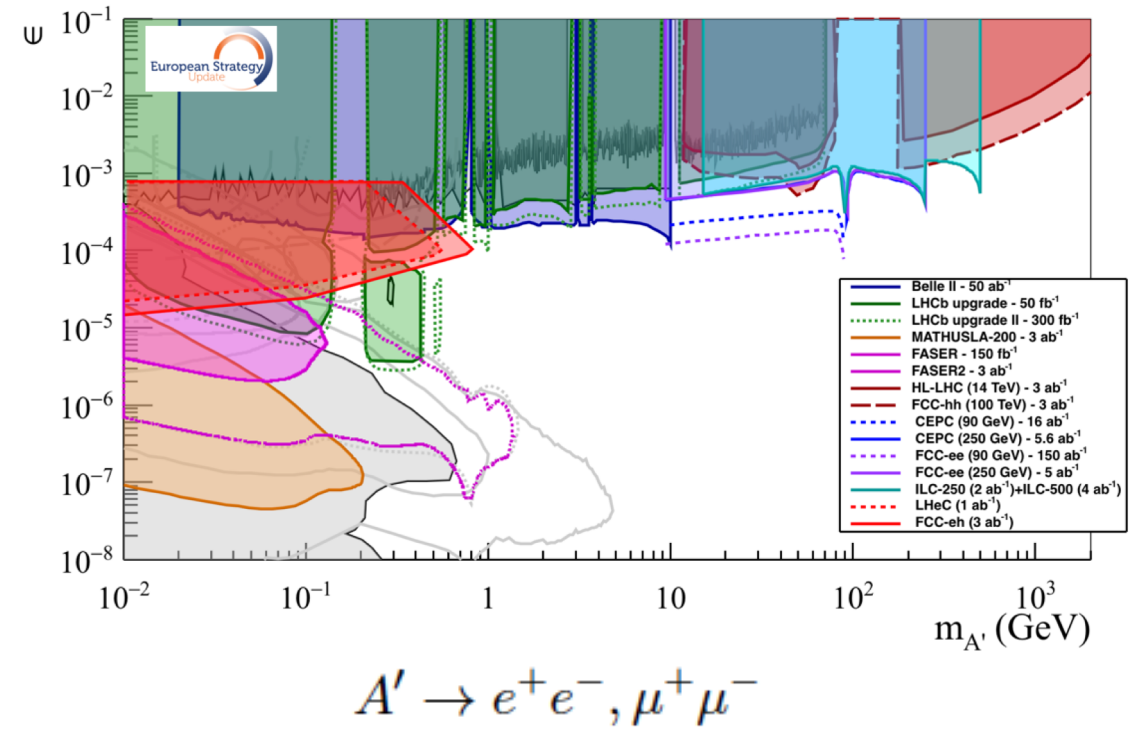 ϵ
10⁻¹
10⁻²
10⁻³
10⁻⁴
10⁻⁵
10⁻⁶
10⁻⁷
10⁻⁸
European Strategy
Update
Belle II - 50 ab⁻¹
LHCb upgrade - 50 fb⁻¹
LHCb upgrade II - 300 fb⁻¹
MATHUSLA-200 - 3 ab⁻¹
FASER - 150 fb⁻¹
FASER2 - 3 ab⁻¹
HL-LHC (14 TeV) - 3 ab⁻¹
FCC-hh (100 TeV) - 3 ab⁻¹
CEPC (90 GeV) - 16 ab⁻¹
CEPC (250 GeV) - 5.6 ab⁻¹
FCC-ee (90 GeV) - 150 ab⁻¹
FCC-ee (250 GeV) - 5 ab⁻¹
ILC-250 (2 ab⁻¹)+ILC-500 (4 ab⁻¹)
LHeC (1 ab⁻¹)
FCC-eh (3 ab⁻¹)
10⁻² 10⁻¹ 1 10 10² 10³
m_A' (GeV)
A′ → e⁺e⁻, μ⁺μ⁻